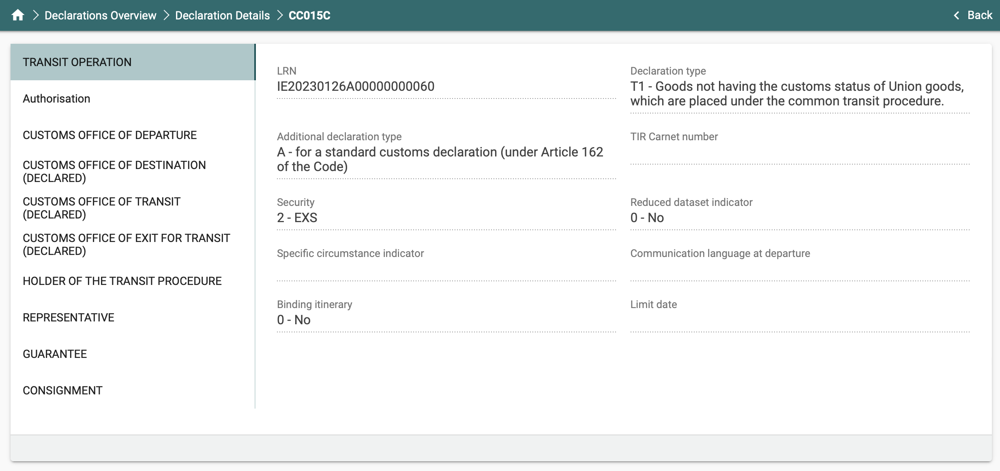 Declarations Overview
Declaration Details
CC015C
Back
TRANSIT OPERATION
Authorisation
CUSTOMS OFFICE OF DEPARTURE
CUSTOMS OFFICE OF DESTINATION
(DECLARED)
CUSTOMS OFFICE OF TRANSIT
(DECLARED)
CUSTOMS OFFICE OF EXIT FOR TRANSIT
(DECLARED)
HOLDER OF THE TRANSIT PROCEDURE
REPRESENTATIVE
GUARANTEE
CONSIGNMENT
LRN
IE20230126A00000000060
Declaration type
T1 - Goods not having the customs status of Union goods,
which are placed under the common transit procedure.
Additional declaration type
A - for a standard customs declaration (under Article 162
of the Code)
TIR Carnet number
Security
2 - EXS
Reduced dataset indicator
0 - No
Specific circumstance indicator
Communication language at departure
Binding itinerary
0 - No
Limit date